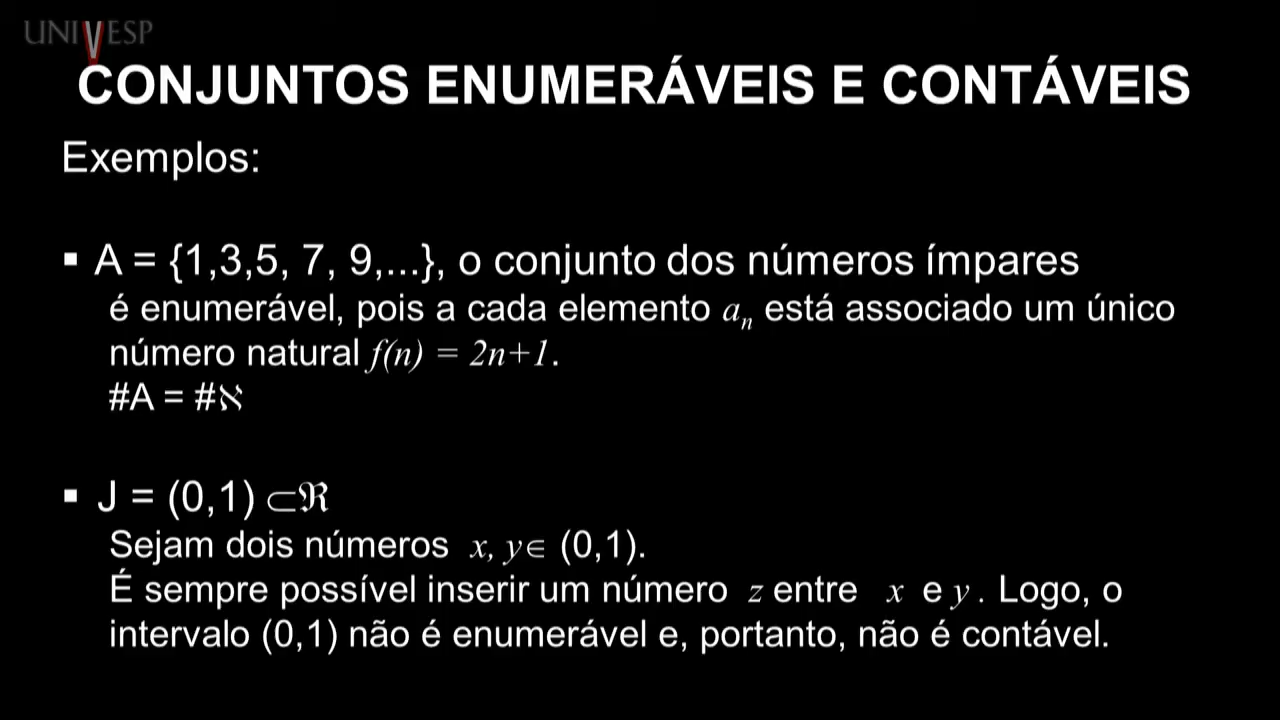 UNIVESP
CONJUNTOS ENUMERÁVEIS E CONTÁVEIS
Exemplos:
▪ A = {1,3,5, 7, 9,...}, o conjunto dos números ímpares
é enumerável, pois a cada elemento aₙ está associado um único
número natural f(n) = 2n+1.
#A = #ℵ
▪ J = (0,1) ⊂ℜ
Sejam dois números x, y∈ (0,1).
É sempre possível inserir um número z entre x e y . Logo, o
intervalo (0,1) não é enumerável e, portanto, não é contável.